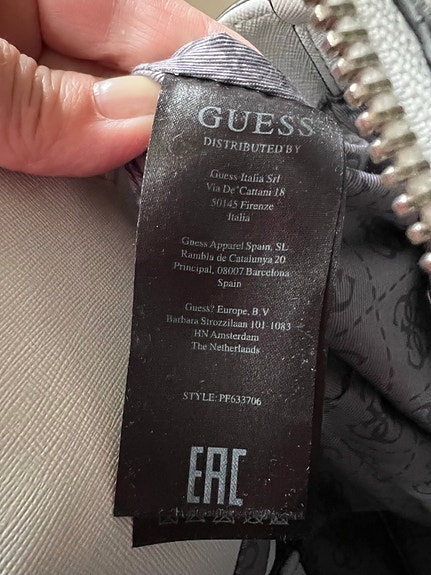 GUESS
DISTRIBUTED BY
Guess Italia Srl
Via De' Cattani 18
50145 Firenze
Italia
Guess Apparel Spain, SL
Rambla de Catalunya 20
Principal, 08007 Barcelona
Spain
Guess? Europe, B.V
Barbara Strozzilaan 101 1083
HN Amsterdam
The Netherlands
STYLE: PF633706
EAC